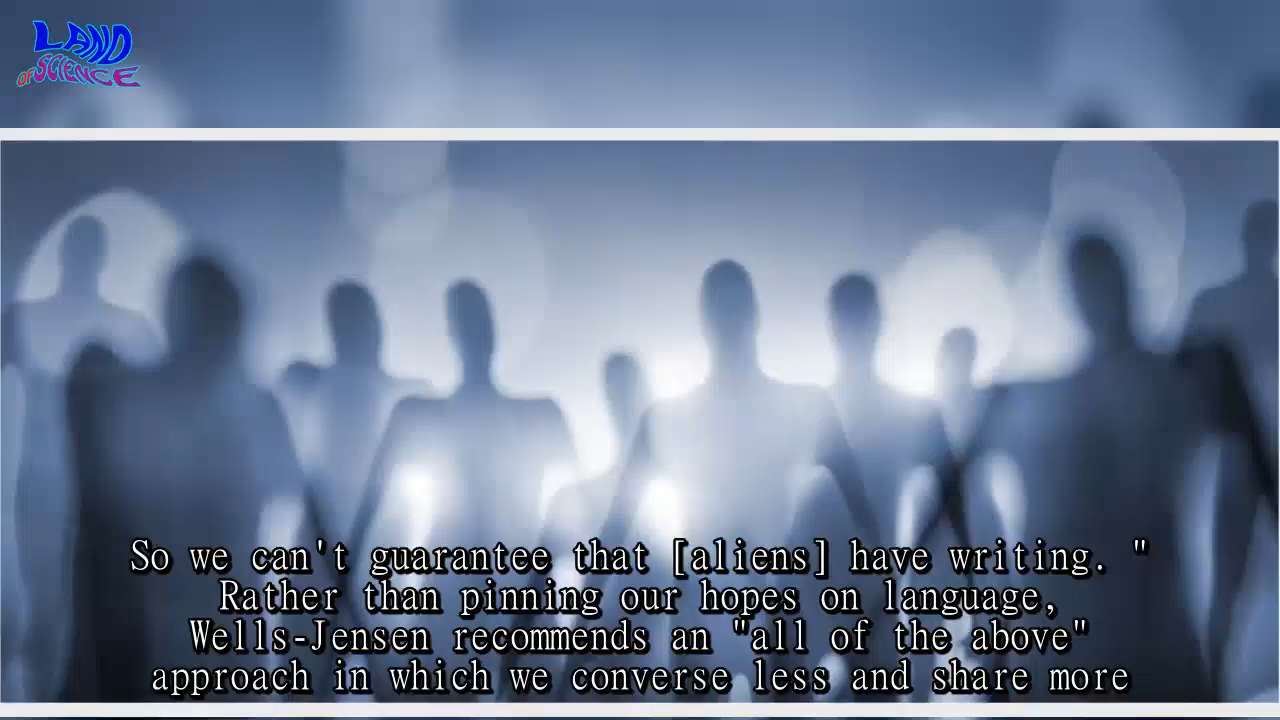 LAND
OF SCIENCE
So we can't guarantee that [aliens] have writing. "
Rather than pinning our hopes on language,
Wells-Jensen recommends an "all of the above"
approach in which we converse less and share more